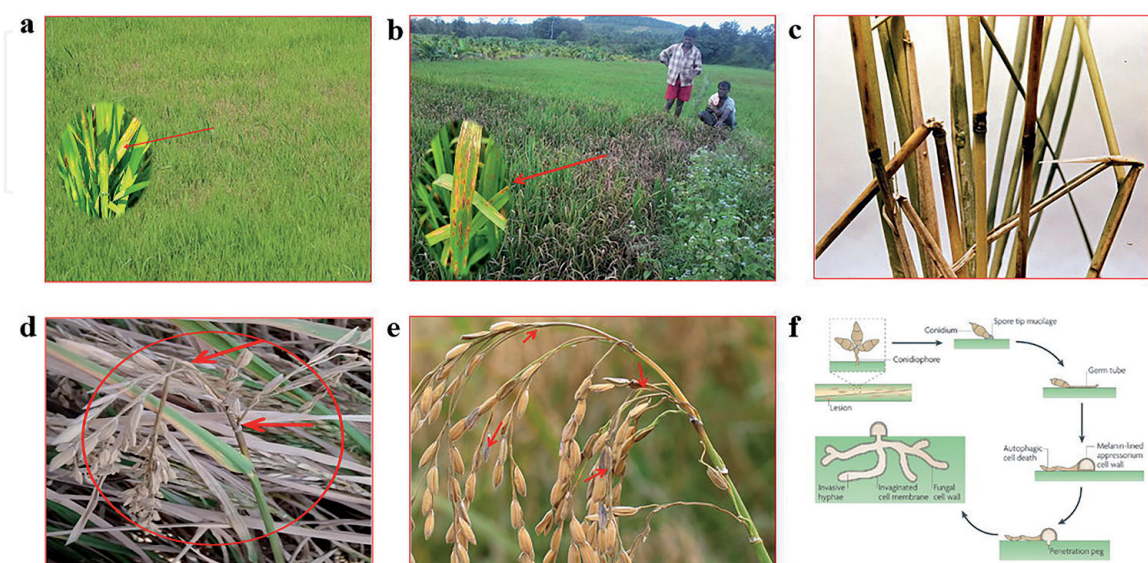 a
b
c
d
e
f
Conidium
Spore tip mucilage
Conidiophore
Lesion
Germ tube
Autophagic
cell death
Melanin-lined
appressorium
cell wall
Invasive
hyphae
Invaginated
cell membrane
Fungal
cell wall
Penetration peg